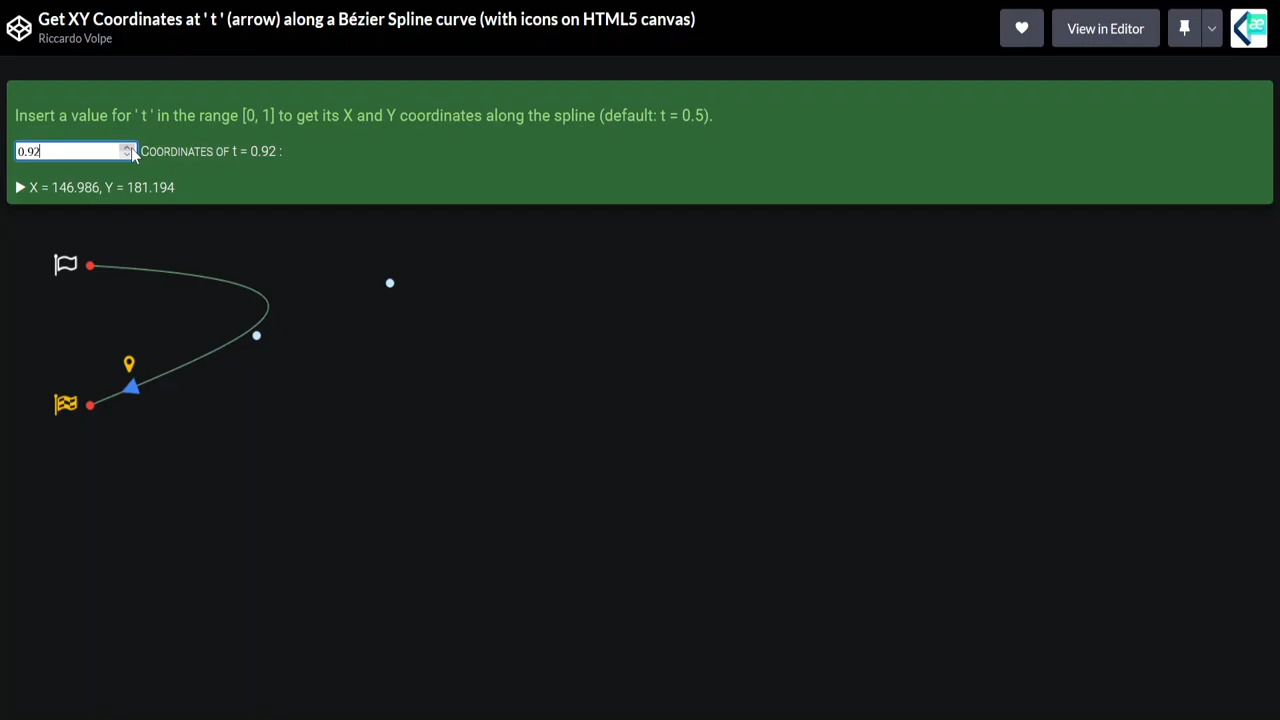 Get XY Coordinates at ' t ' (arrow) along a Bézier Spline curve (with icons on HTML5 canvas)
Riccardo Volpe
View in Editor
æ
Insert a value for ' t ' in the range [0, 1] to get its X and Y coordinates along the spline (default: t = 0.5).
0.92 COORDINATES OF t = 0.92 :
▶ X = 146.986, Y = 181.194